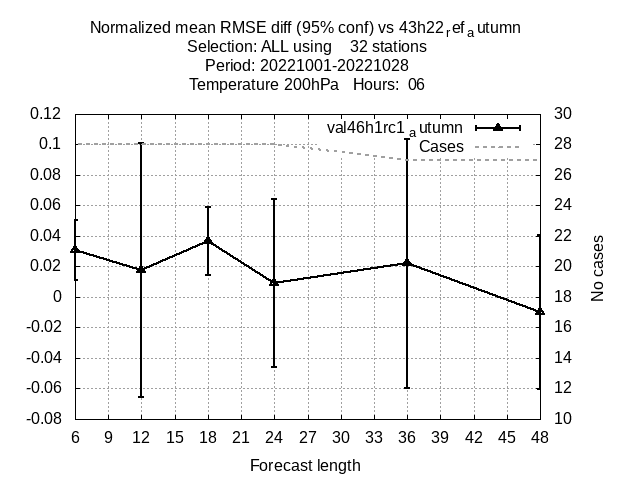 Normalized mean RMSE diff (95% conf) vs 43h22refautumn
Selection: ALL using 32 stations
Period: 20221001-20221028
Temperature 200hPa Hours: 06
0.12
0.1
0.08
0.06
0.04
0.02
0
-0.02
-0.04
-0.06
-0.08
val46h1rc1autumn
Cases
30
28
26
24
22
20
18
16
14
12
10
No cases
6 9 12 15 18 21 24 27 30 33 36 39 42 45 48
Forecast length